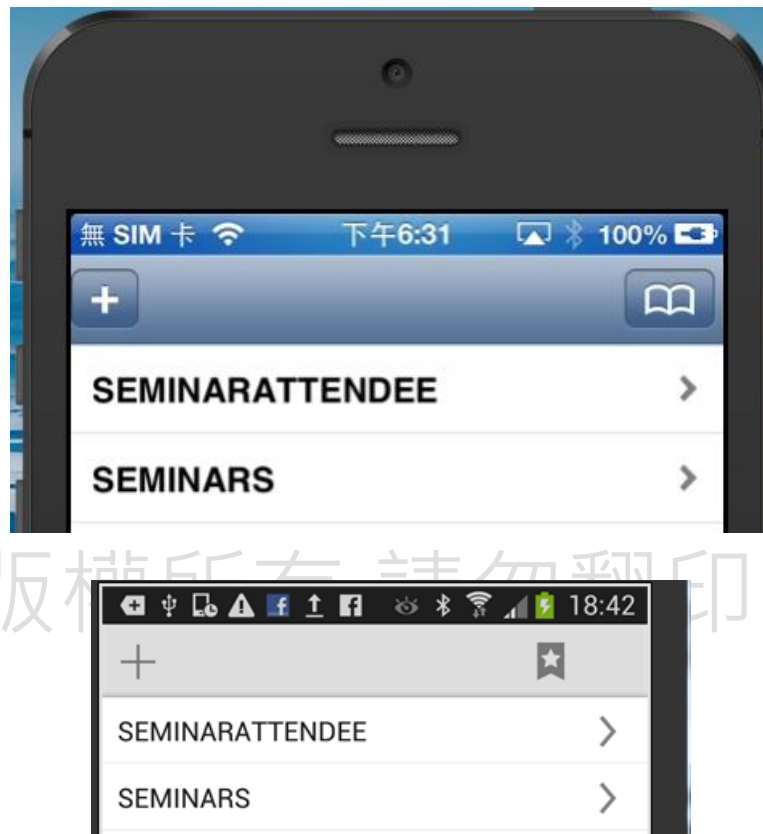 無 SIM 卡 下午6:31 100%
SEMINARATTENDEE
SEMINARS
版權所有 請勿翻印
18:42
SEMINARATTENDEE
SEMINARS